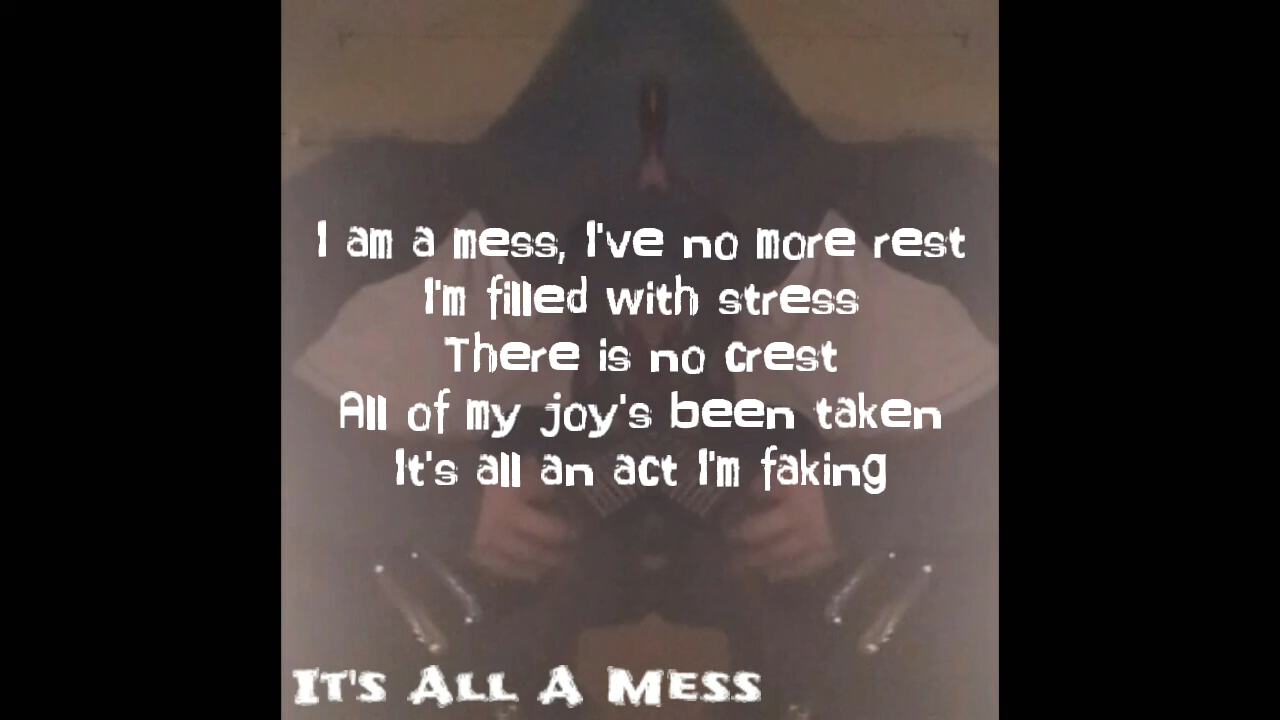 I am a mess, I've no more rest
I'm filled with stress
There is no crest
All of my joy's been taken
It's all an act I'm faking
It's All A Mess